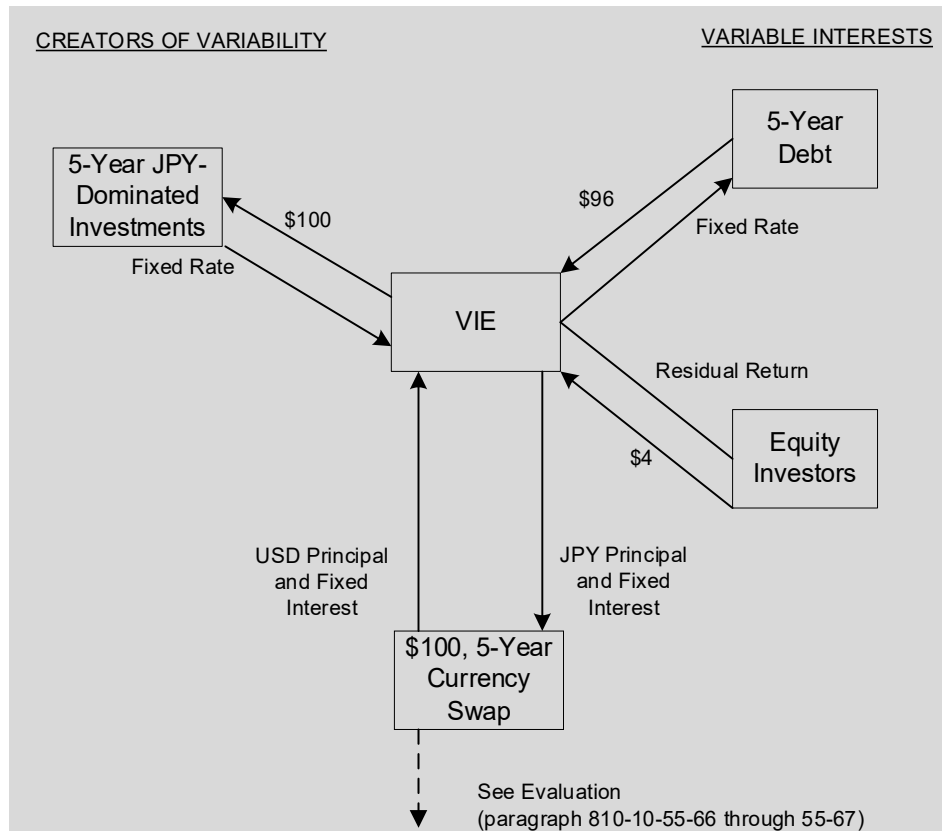 CREATORS OF VARIABILITY
VARIABLE INTERESTS
5-Year JPY-
Dominated
Investments
$100
Fixed Rate
5-Year
Debt
$96
Fixed Rate
VIE
Residual Return
$4
Equity
Investors
USD Principal
and Fixed
Interest
JPY Principal
and Fixed
Interest
$100, 5-Year
Currency
Swap
See Evaluation
(paragraph 810-10-55-66 through 55-67)